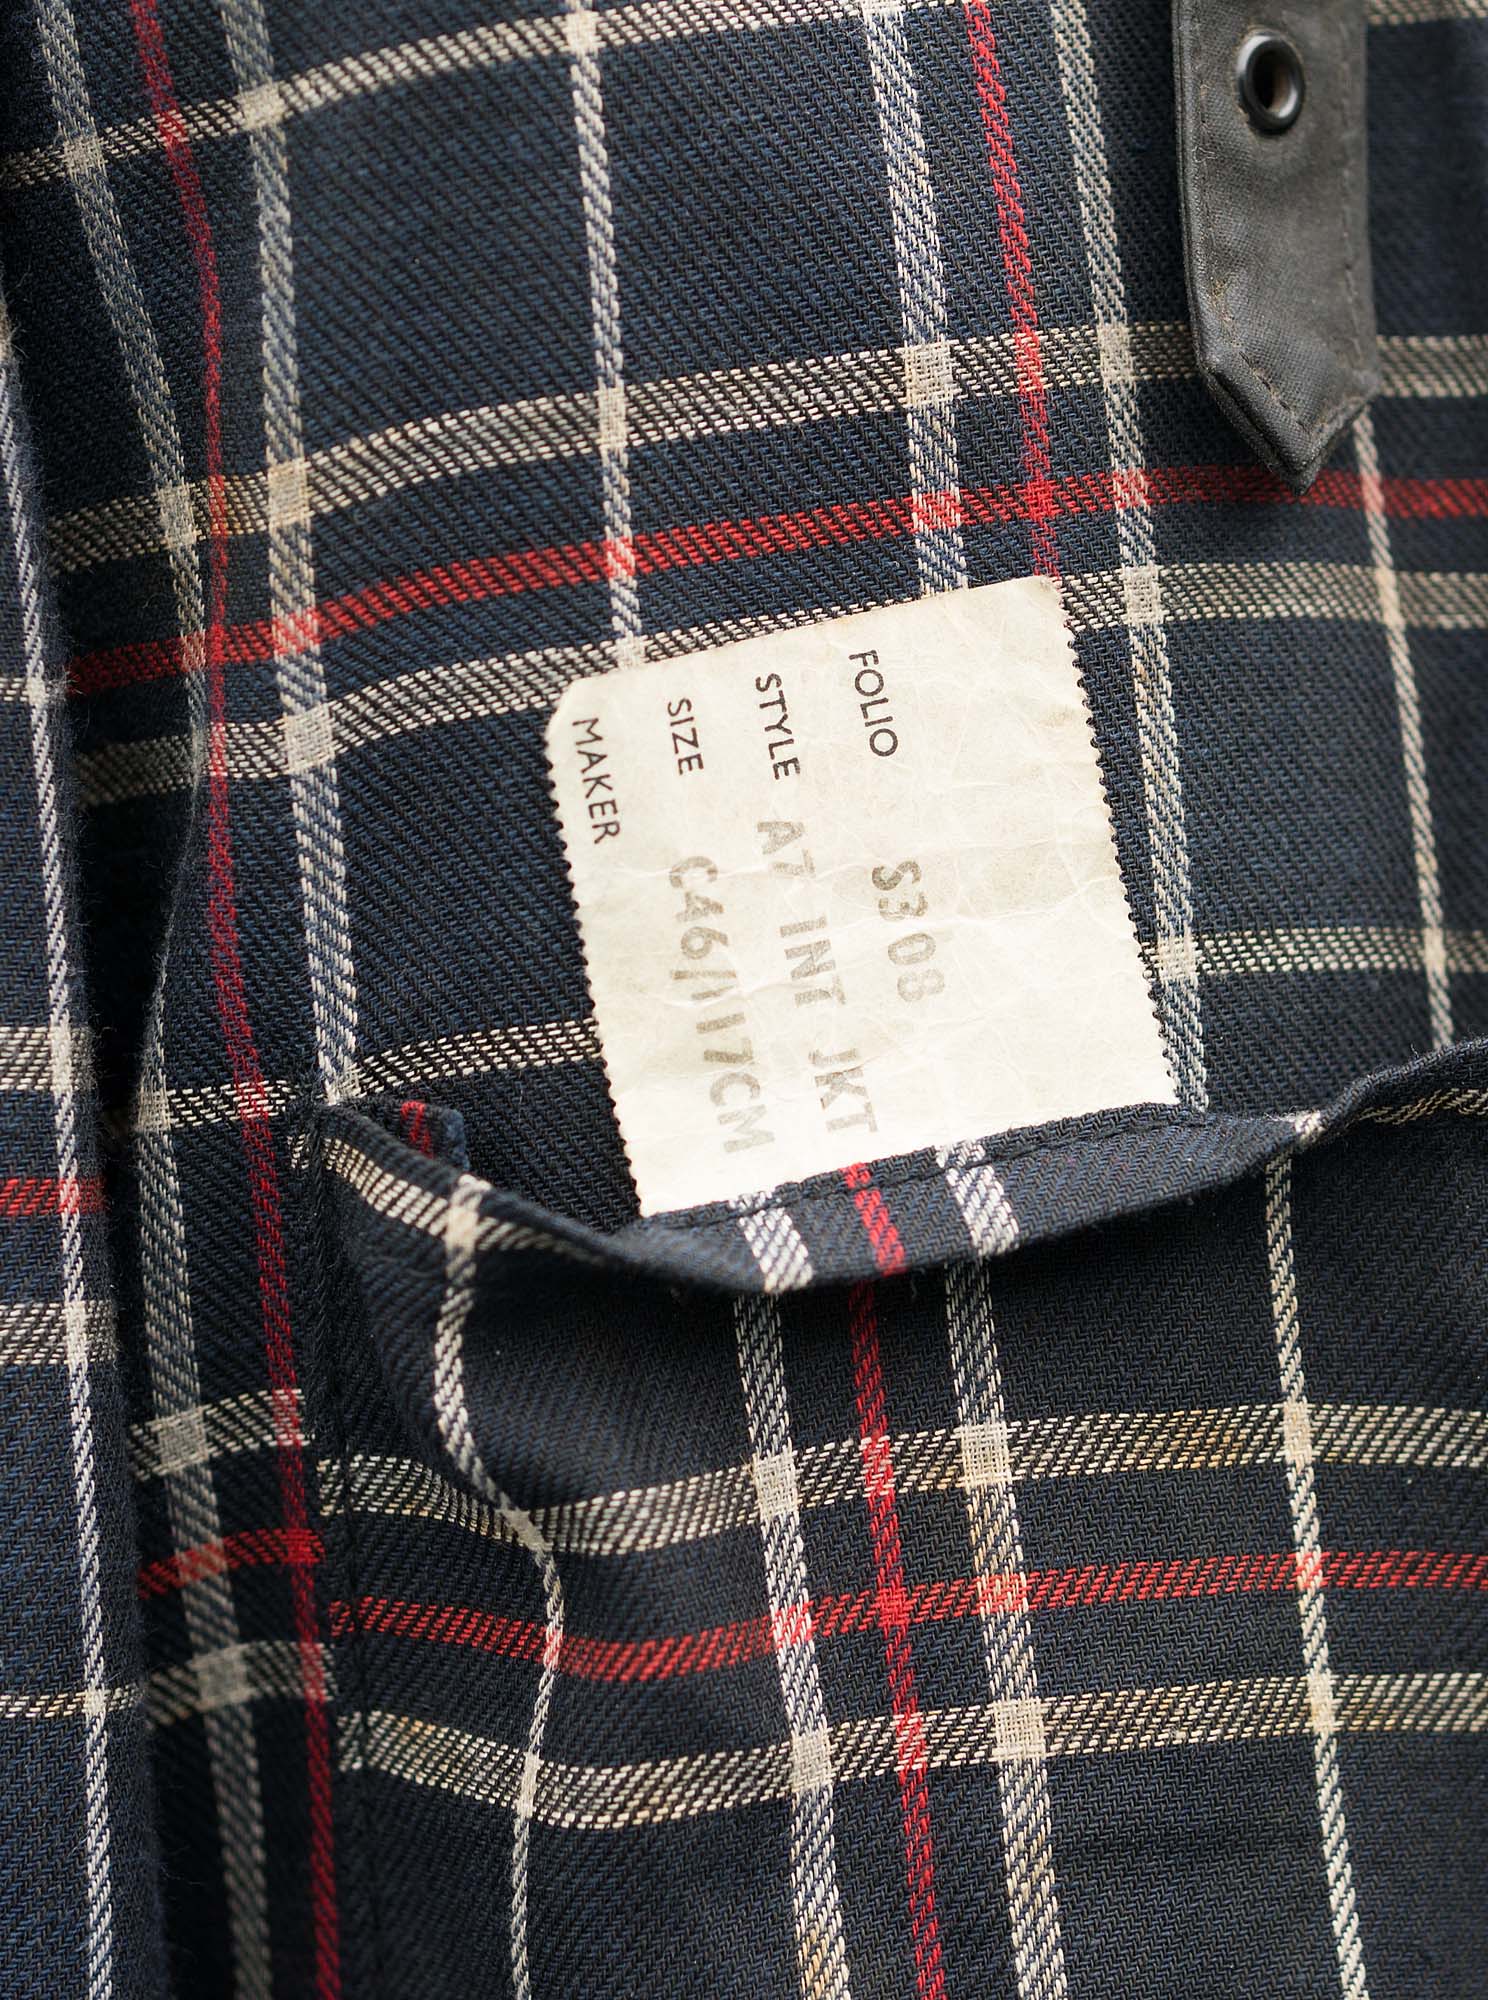 FOLIO S308
STYLE A7 INT JKT
SIZE C46/117CM
MAKER